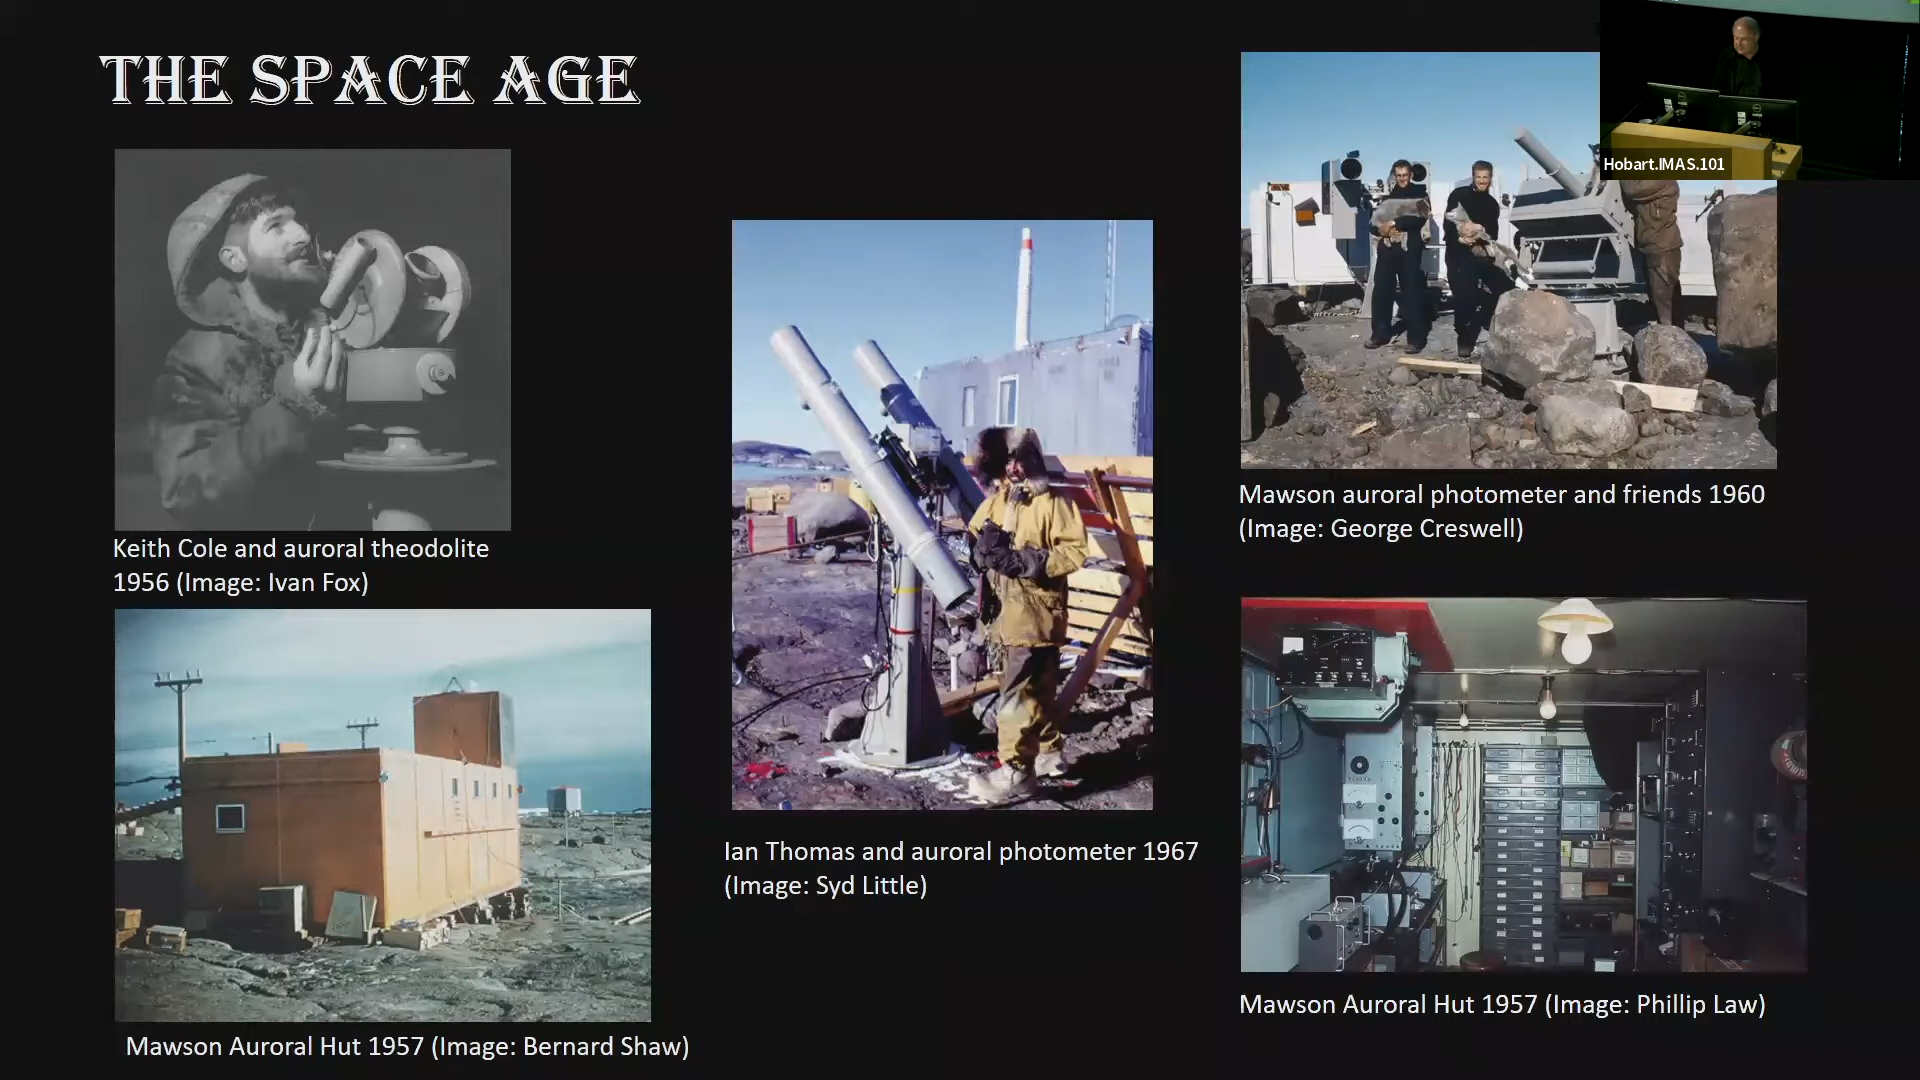 THE SPACE AGE
Hobart.IMAS.101
Keith Cole and auroral theodolite
1956 (Image: Ivan Fox)
Mawson auroral photometer and friends 1960
(Image: George Creswell)
Ian Thomas and auroral photometer 1967
(Image: Syd Little)
Mawson Auroral Hut 1957 (Image: Bernard Shaw)
Mawson Auroral Hut 1957 (Image: Phillip Law)